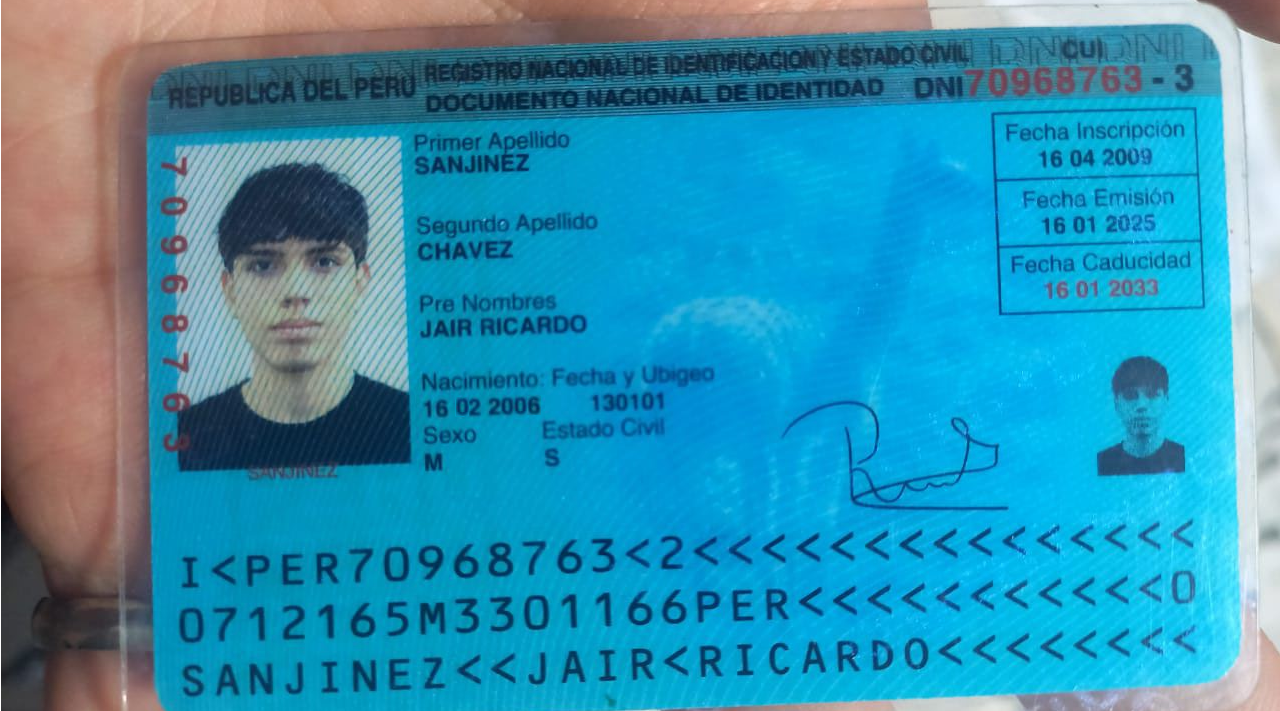 REPUBLICA DEL PERU
REGISTRO NACIONAL DE IDENTIFICACION Y ESTADO CIVIL
DOCUMENTO NACIONAL DE IDENTIDAD
CUI
DNI70968763 - 3
70968763
Primer Apellido
SANJINEZ
Segundo Apellido
CHAVEZ
Pre Nombres
JAIR RICARDO
Nacimiento: Fecha y Ubigeo
16 02 2006 130101
Sexo Estado Civil
M S
Fecha Inscripción
16 04 2009
Fecha Emisión
16 01 2025
Fecha Caducidad
16 01 2033
SANJINEZ
I<PER70968763<2<<<<<<<<<<<<<<<
0712165M3301166PER<<<<<<<<<<<0
SANJINEZ<<JAIR<RICARDO<<<<<<<<